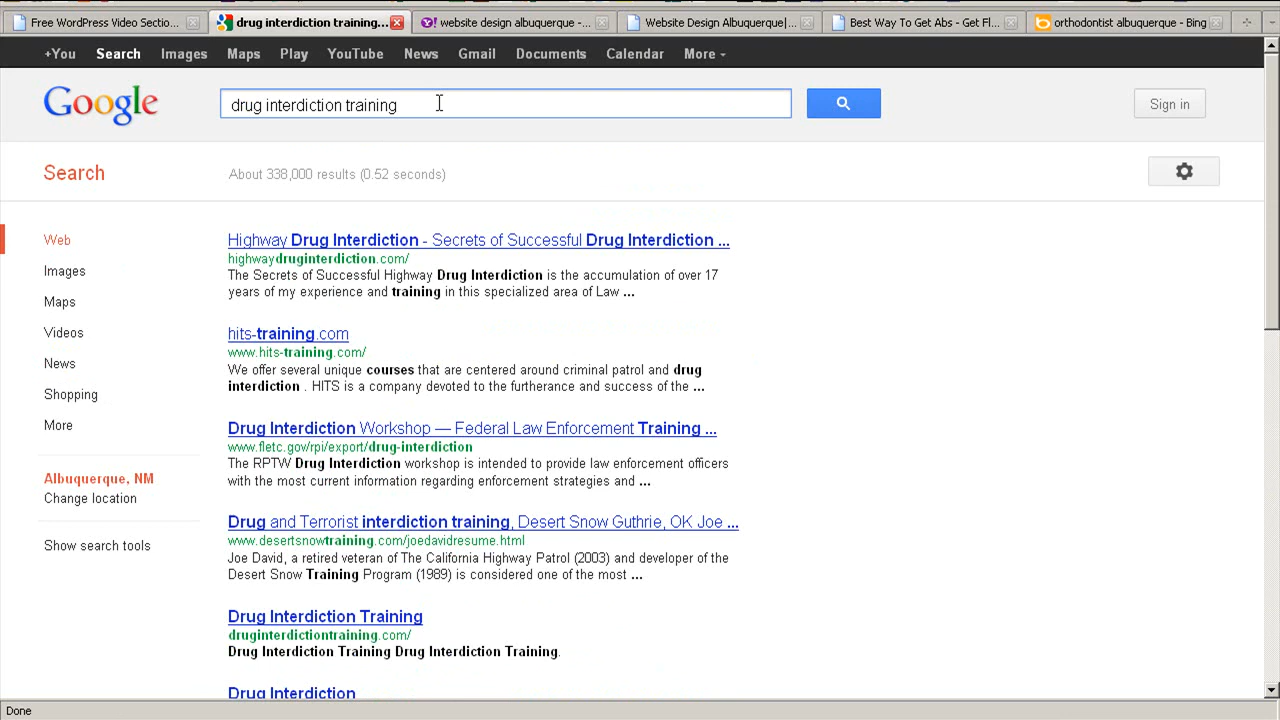 Free WordPress Video Sectio...
drug interdiction training...
website design albuquerque -...
Website Design Albuquerque|...
Best Way To Get Abs - Get Fl...
orthodontist albuquerque - Bing
+You Search Images Maps Play YouTube News Gmail Documents Calendar More
Google
drug interdiction training
Sign in
Search
About 338,000 results (0.52 seconds)
Web
Images
Maps
Videos
News
Shopping
More
Albuquerque, NM
Change location
Show search tools
Highway Drug Interdiction - Secrets of Successful Drug Interdiction ...
highwaydruginterdiction.com/
The Secrets of Successful Highway Drug Interdiction is the accumulation of over 17
years of my experience and training in this specialized area of Law ...
hits-training.com
www.hits-training.com/
We offer several unique courses that are centered around criminal patrol and drug
interdiction . HITS is a company devoted to the furtherance and success of the ...
Drug Interdiction Workshop — Federal Law Enforcement Training ...
www.fletc.gov/rpi/export/drug-interdiction
The RPTW Drug Interdiction workshop is intended to provide law enforcement officers
with the most current information regarding enforcement strategies and ...
Drug and Terrorist interdiction training, Desert Snow Guthrie, OK Joe ...
www.desertsnowtraining.com/joedavidresume.html
Joe David, a retired veteran of The California Highway Patrol (2003) and developer of the
Desert Snow Training Program (1989) is considered one of the most ...
Drug Interdiction Training
druginterdictiontraining.com/
Drug Interdiction Training Drug Interdiction Training.
Drug Interdiction
Done